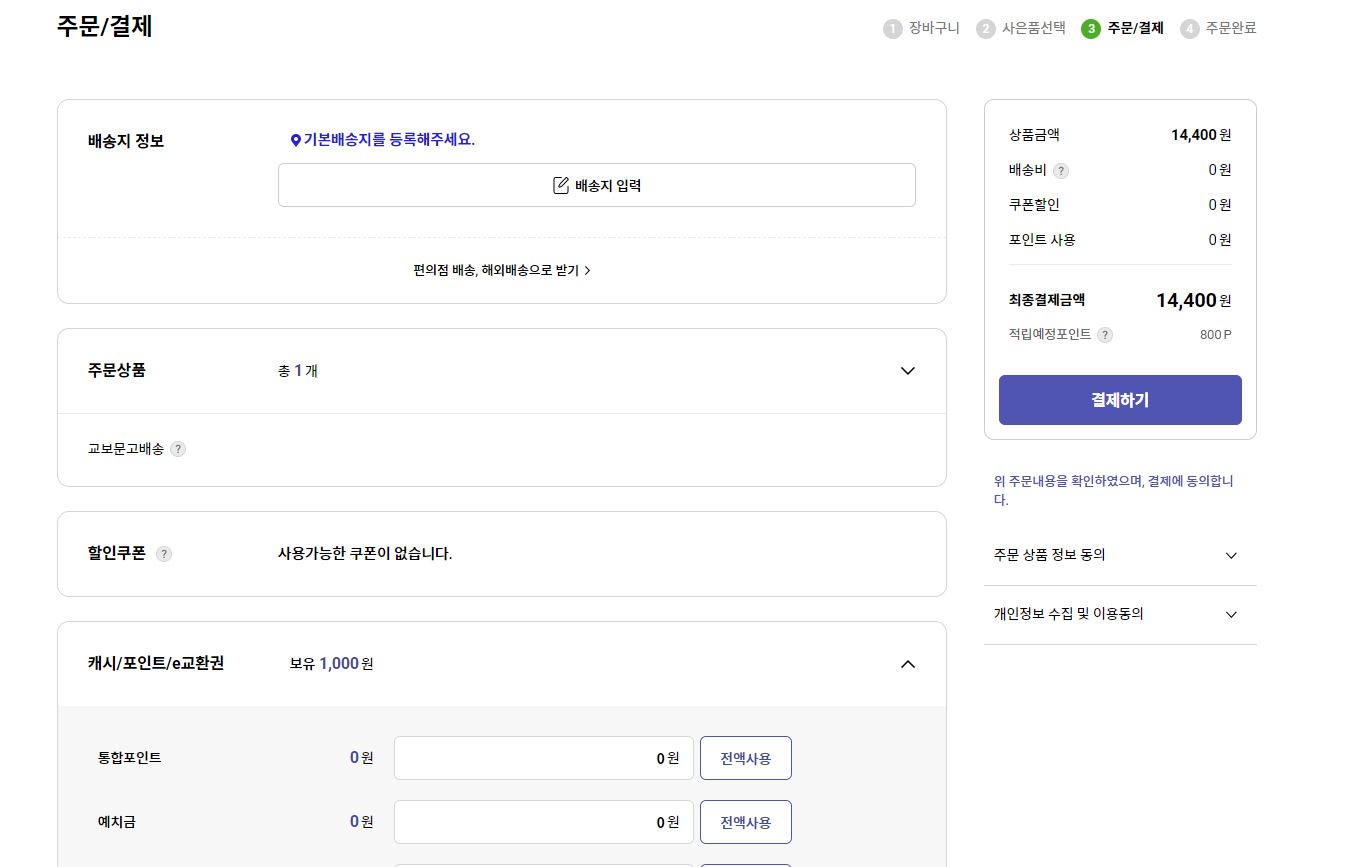 주문/결제
1 장바구니 2 사은품선택 3 주문/결제 4 주문완료
배송지 정보
기본배송지를 등록해주세요.
배송지 입력
편의점 배송, 해외배송으로 받기
주문상품
총 1 개
교보문고배송 ?
할인쿠폰 ?
사용가능한 쿠폰이 없습니다.
캐시/포인트/e교환권
보유 1,000 원
통합포인트 0 원 0 원 전액사용
예치금 0 원 0 원 전액사용
상품금액 14,400 원
배송비 ? 0 원
쿠폰할인 0 원
포인트 사용 0 원
최종결제금액 14,400 원
적립예정포인트 ? 800 P
결제하기
위 주문내용을 확인하였으며, 결제에 동의합니
다.
주문 상품 정보 동의
개인정보 수집 및 이용동의